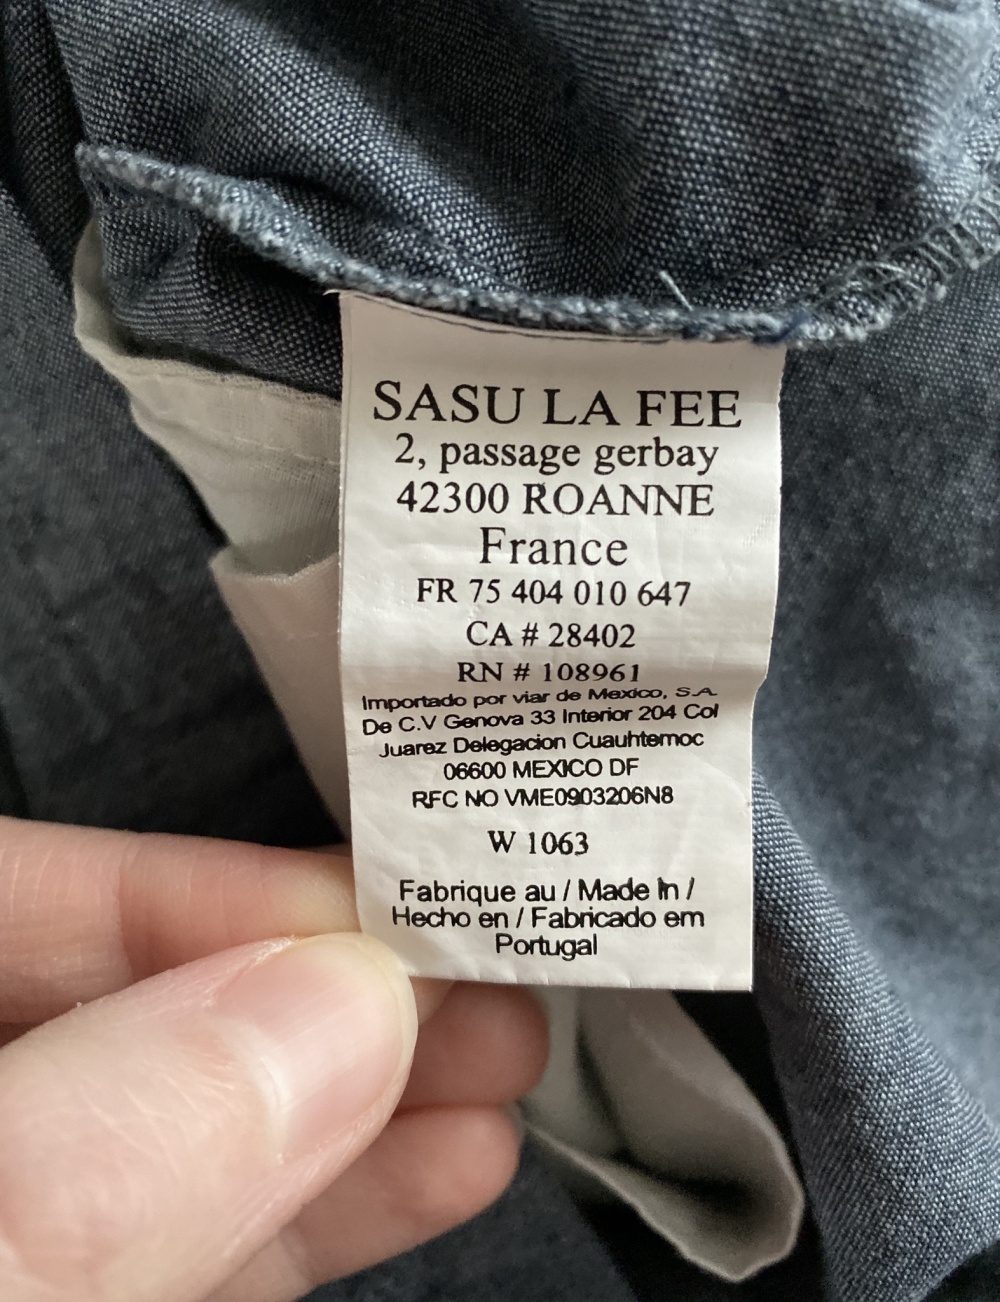 SASU LA FEE
2, passage gerbay
42300 ROANNE
France
FR 75 404 010 647
CA # 28402
RN # 108961
Importado por viar de Mexico, S.A.
De C.V Genova 33 Interior 204 Col
Juarez Delegacion Cuauhtemoc
06600 MEXICO DF
RFC NO VME0903206N8
W 1063
Fabrique au / Made In /
Hecho en / Fabricado em
Portugal